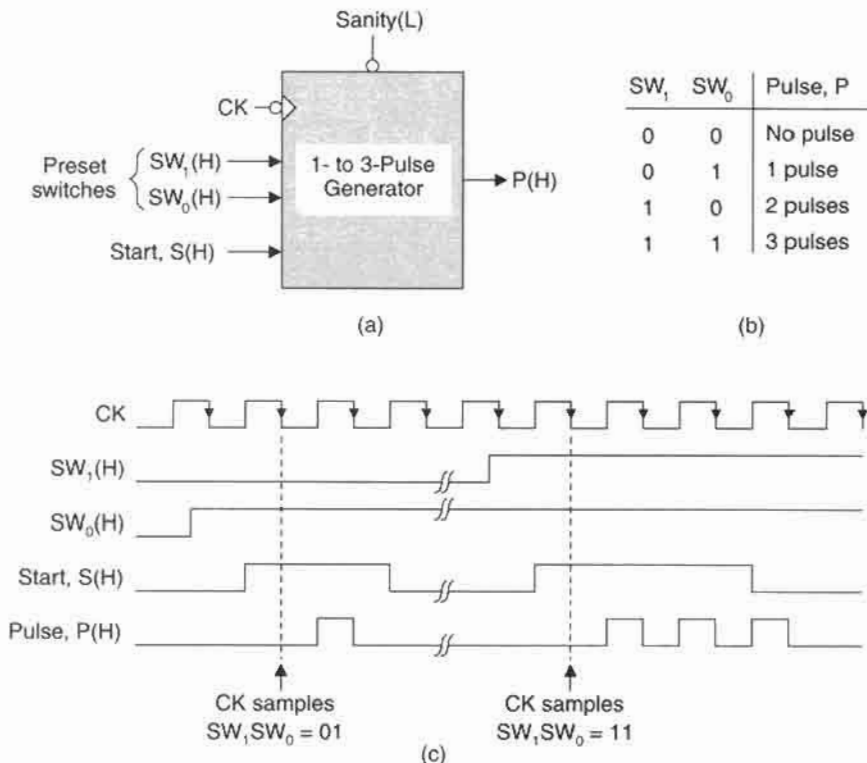 Sanity(L)
CK
Preset
switches
SW₁(H)
SW₀(H)
Start, S(H)
1- to 3-Pulse
Generator
P(H)
(a)
SW₁ SW₀ Pulse, P
0 0 No pulse
0 1 1 pulse
1 0 2 pulses
1 1 3 pulses
(b)
CK
SW₁(H)
SW₀(H)
Start, S(H)
Pulse, P(H)
CK samples
SW₁SW₀ = 01
CK samples
SW₁SW₀ = 11
(c)